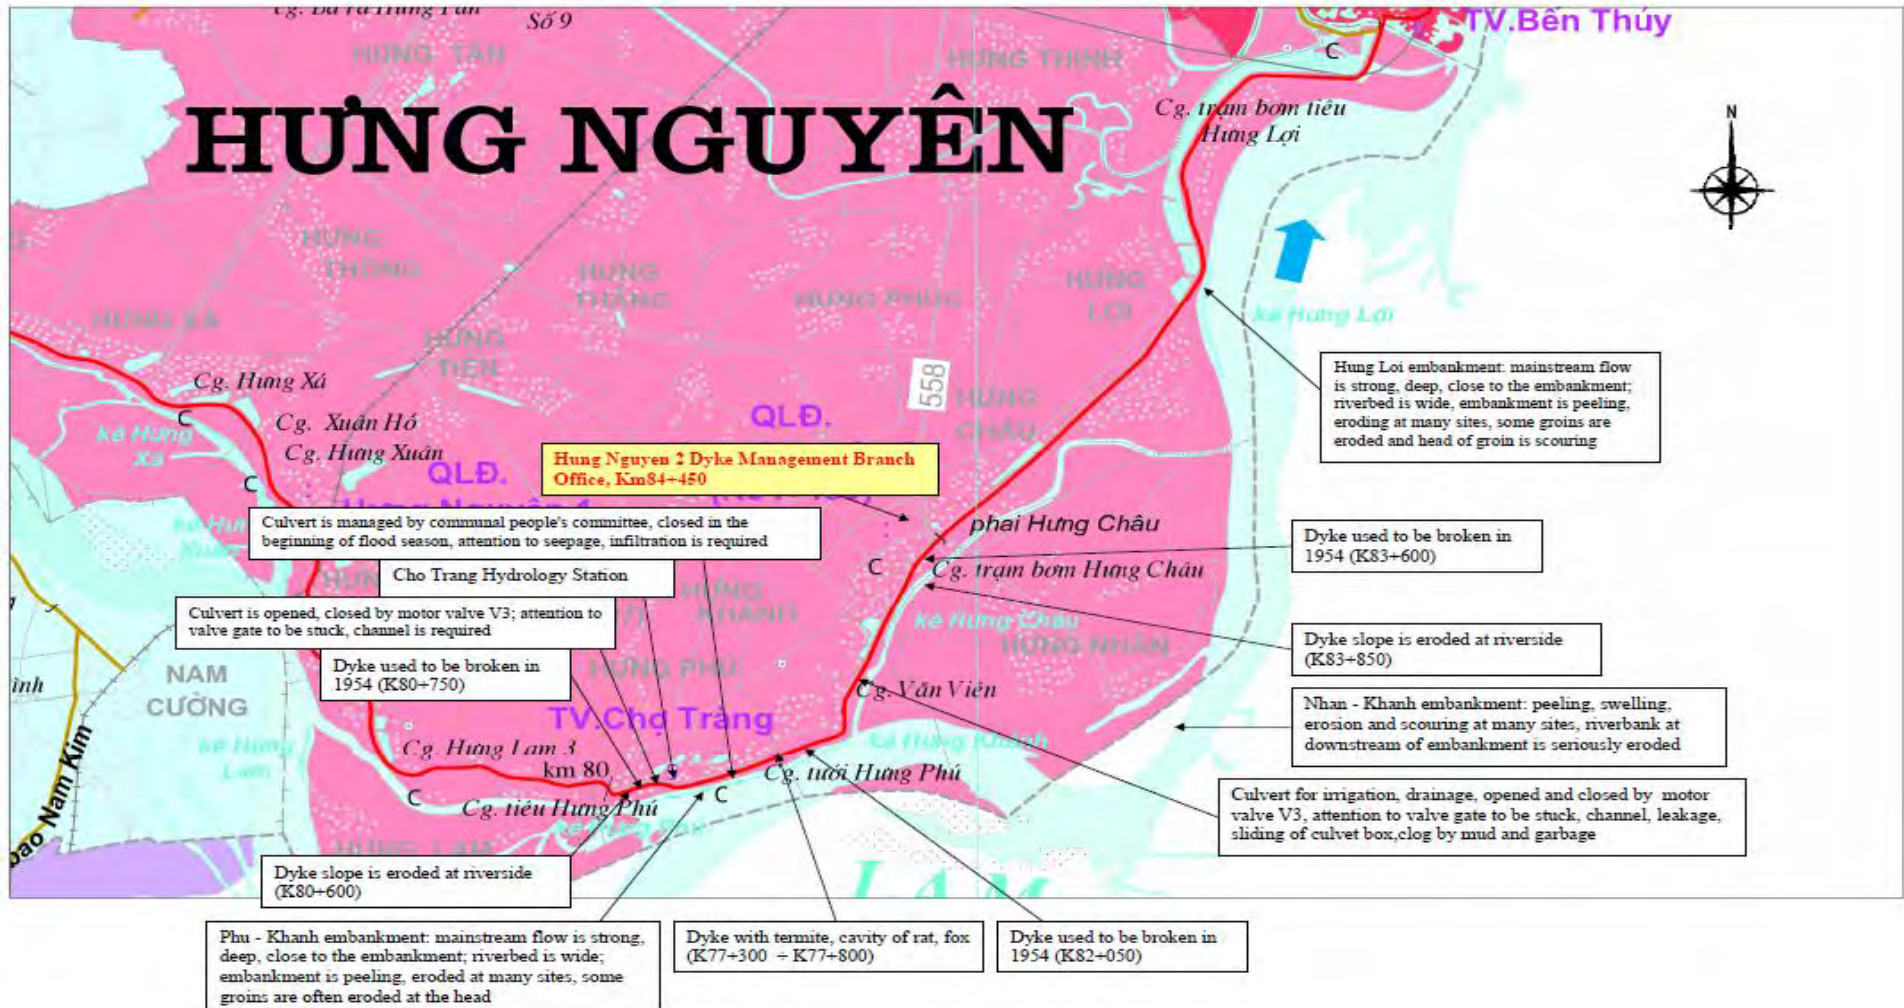 Số 9
TV.Bến Thủy
HƯNG TÂN
HƯNG THỊNH
C
HƯNG NGUYÊN
Cg. trạm bơm tiêu
Hưng Lợi
N
HƯNG
THÔNG
HƯNG
THẮNG
HƯNG PHÚC
HƯNG
LỢI
kè Hưng Lợi
HƯNG XÁ
HƯNG
TIẾN
Cg. Hưng Xá
C
558
HƯNG
CHÂU
Hung Loi embankment: mainstream flow
is strong, deep, close to the embankment;
riverbed is wide, embankment is peeling,
eroding at many sites, some groins are
eroded and head of groin is scouring
Cg. Xuân Hó
kè Hưng
Xá
Cg. Hưng Xuân
QLĐ.
QLĐ.
Hung Nguyen 2 Dyke Management Branch
Office, Km84+450
C
Culvert is managed by communal people's committee, closed in the
beginning of flood season, attention to seepage, infiltration is required
phai Hưng Châu
Dyke used to be broken in
1954 (K83+600)
Cho Trang Hydrology Station
C
Cg. trạm bơm Hưng Châu
HƯNG
KHÁNH
Culvert is opened, closed by motor valve V3; attention to
valve gate to be stuck, channel is required
kè Hưng Châu
HƯNG NHÂN
Dyke slope is eroded at riverside
(K83+850)
Dyke used to be broken in
1954 (K80+750)
HƯNG PHÚ
NAM
CƯỜNG
Cg. Văn Viên
Nhan - Khanh embankment: peeling, swelling,
erosion and scouring at many sites, riverbank at
downstream of embankment is seriously eroded
TV.Chợ Tràng
kè Hưng
Lam
Cg. Hưng Lam 3
km 80
kè Hưng Khánh
Cg. tưới Hưng Phú
C
C
Cg. tiêu Hưng Phú
kè Hưng Phú
Culvert for irrigation, drainage, opened and closed by motor
valve V3, attention to valve gate to be stuck, channel, leakage,
sliding of culvet box,clog by mud and garbage
bao Nam Kim
HƯNG LAM
Dyke slope is eroded at riverside
(K80+600)
LAM
Phu - Khanh embankment: mainstream flow is strong,
deep, close to the embankment; riverbed is wide;
embankment is peeling, eroded at many sites, some
groins are often eroded at the head
Dyke with termite, cavity of rat, fox
(K77+300 ÷ K77+800)
Dyke used to be broken in
1954 (K82+050)